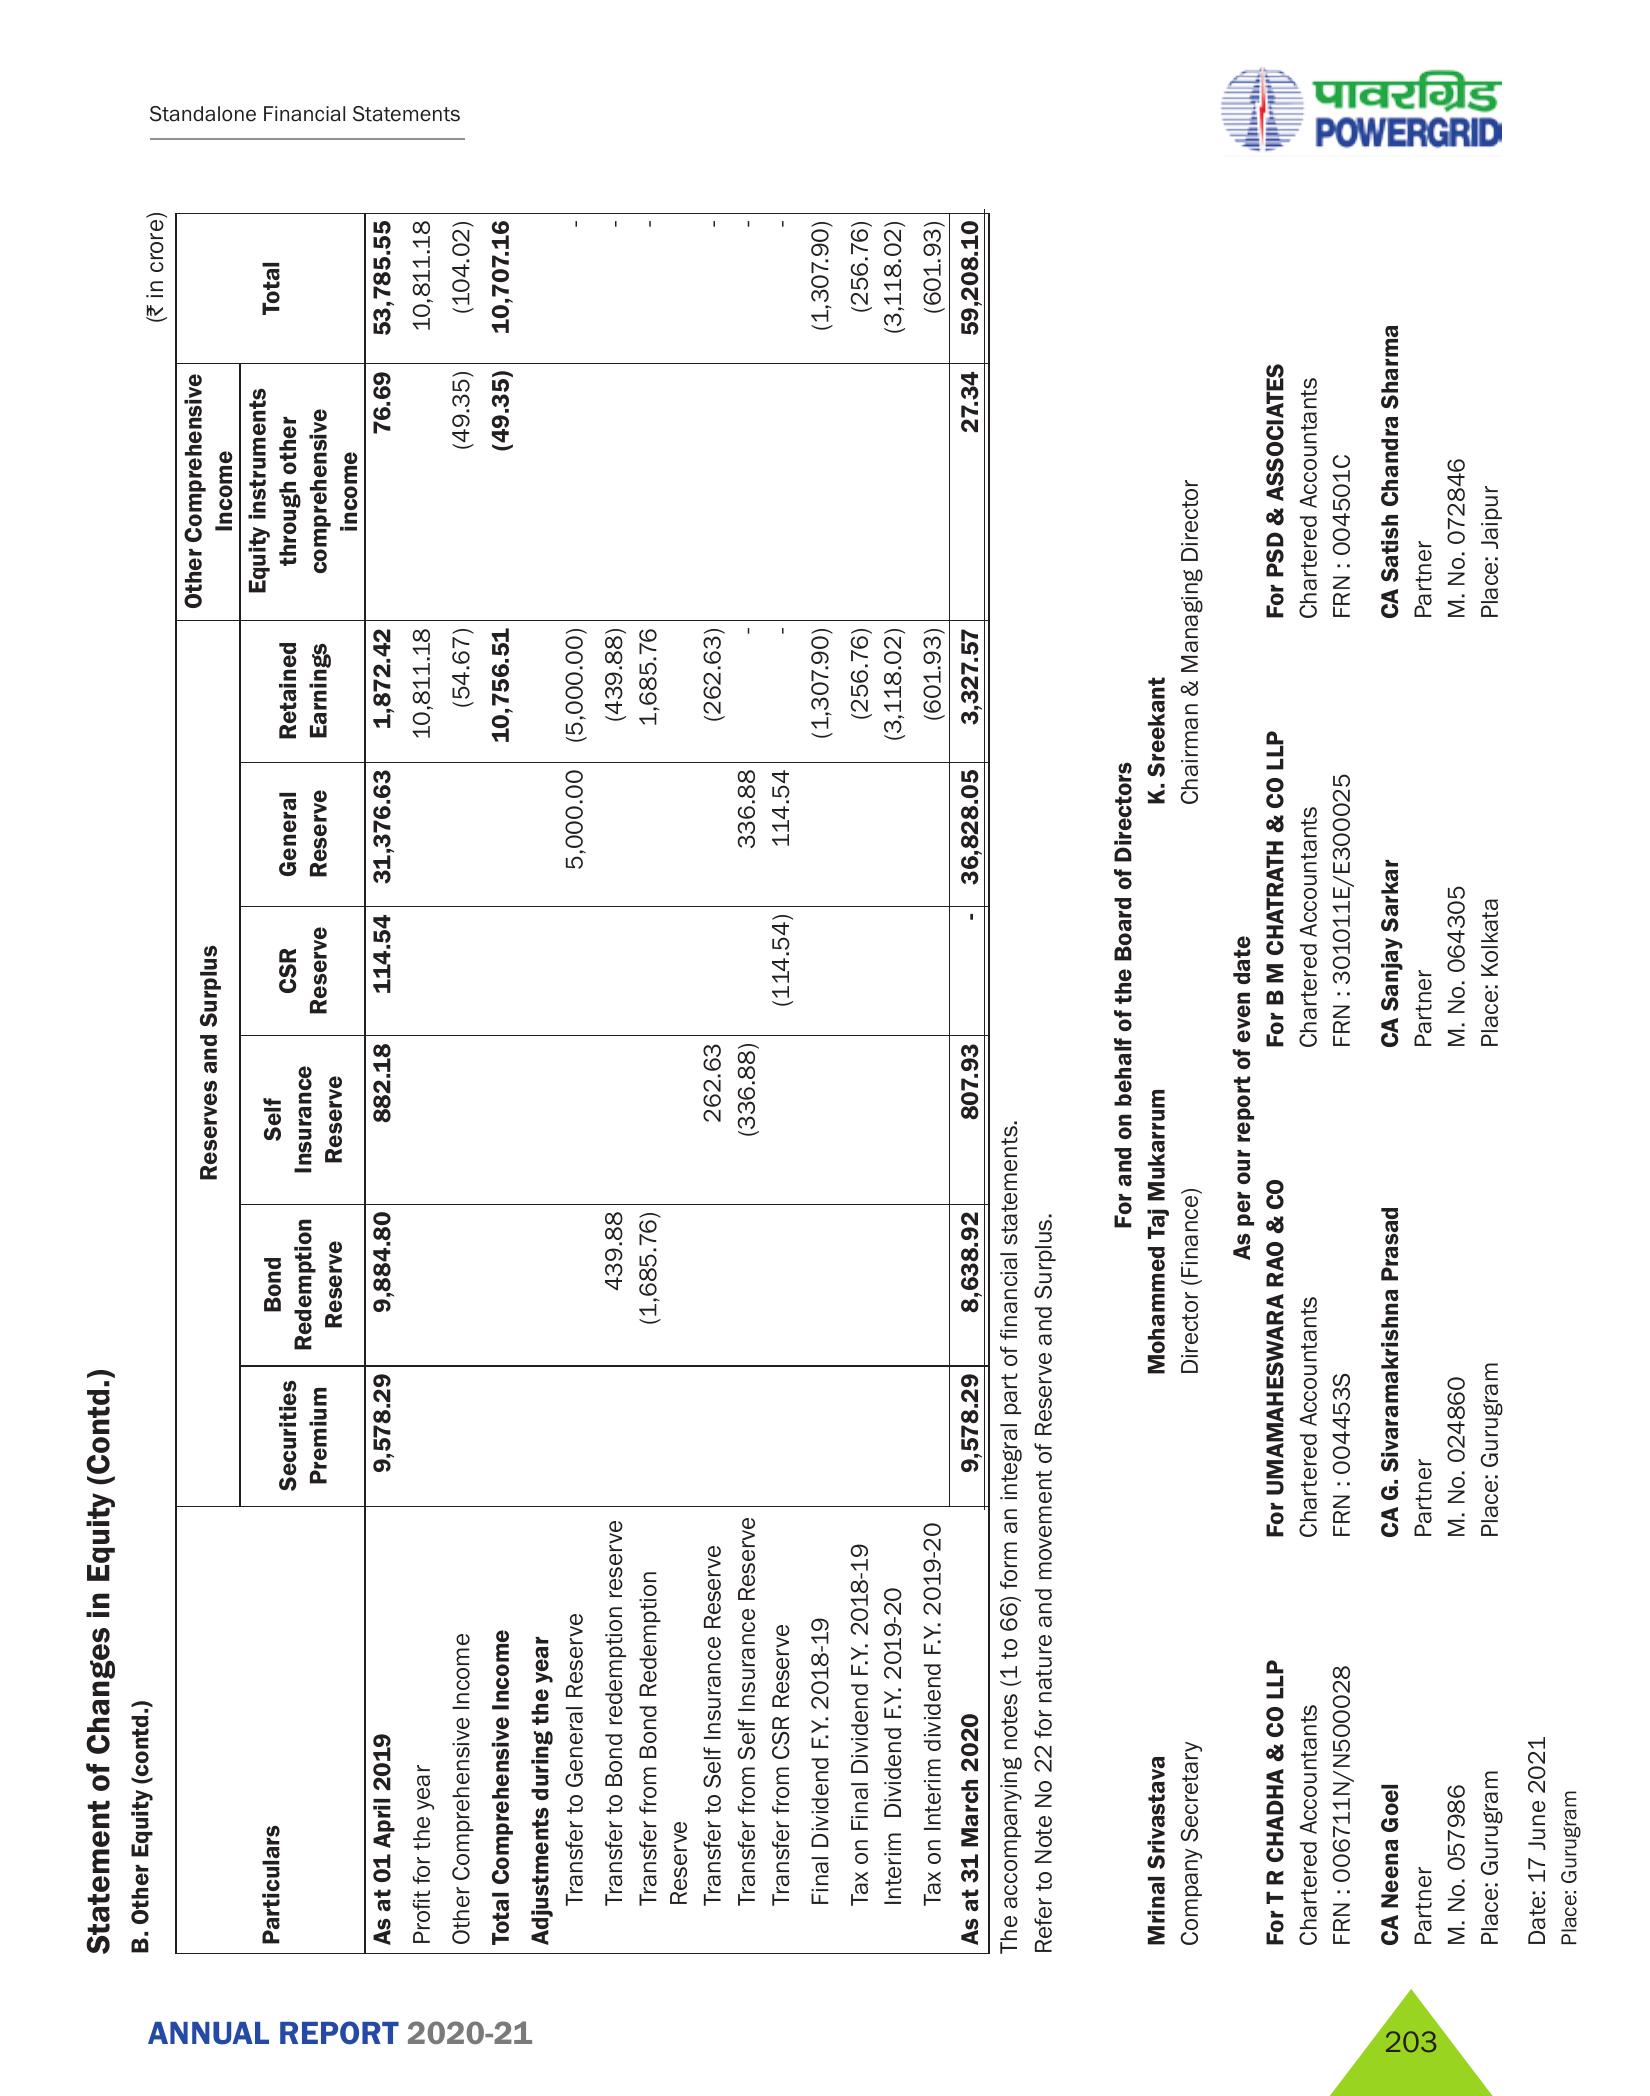 Standalone Financial Statements
पावरग्रिड
POWERGRID
Statement of Changes in Equity (Contd.)
B. Other Equity (contd.)
(₹ in crore)
Particulars Reserves and Surplus Other Comprehensive Income Total
Securities Premium Bond Redemption Reserve Self Insurance Reserve CSR Reserve General Reserve Retained Earnings Equity instruments through other comprehensive income
As at 01 April 2019 9,578.29 9,884.80 882.18 114.54 31,376.63 1,872.42 76.69 53,785.55
Profit for the year 10,811.18 10,811.18
Other Comprehensive Income (54.67) (49.35) (104.02)
Total Comprehensive Income 10,756.51 (49.35) 10,707.16
Adjustments during the year
Transfer to General Reserve 5,000.00 (5,000.00) -
Transfer to Bond redemption reserve 439.88 (439.88) -
Transfer from Bond Redemption (1,685.76) 1,685.76 -
Reserve
Transfer to Self Insurance Reserve 262.63 (262.63) -
Transfer from Self Insurance Reserve (336.88) 336.88 - -
Transfer from CSR Reserve (114.54) 114.54 - -
Final Dividend F.Y. 2018-19 (1,307.90) (1,307.90)
Tax on Final Dividend F.Y. 2018-19 (256.76) (256.76)
Interim Dividend F.Y. 2019-20 (3,118.02) (3,118.02)
Tax on Interim dividend F.Y. 2019-20 (601.93) (601.93)
As at 31 March 2020 9,578.29 8,638.92 807.93 - 36,828.05 3,327.57 27.34 59,208.10
The accompanying notes (1 to 66) form an integral part of financial statements.
Refer to Note No 22 for nature and movement of Reserve and Surplus.
For and on behalf of the Board of Directors
Mrinal Srivastava Mohammed Taj Mukarrum K. Sreekant
Company Secretary Director (Finance) Chairman & Managing Director
As per our report of even date
For T R CHADHA & CO LLP For UMAMAHESWARA RAO & CO For B M CHATRATH & CO LLP For PSD & ASSOCIATES
Chartered Accountants Chartered Accountants Chartered Accountants Chartered Accountants
FRN : 006711N/N500028 FRN : 004453S FRN : 301011E/E300025 FRN : 004501C
CA Neena Goel CA G. Sivaramakrishna Prasad CA Sanjay Sarkar CA Satish Chandra Sharma
Partner Partner Partner Partner
M. No. 057986 M. No. 024860 M. No. 064305 M. No. 072846
Place: Gurugram Place: Gurugram Place: Kolkata Place: Jaipur
Date: 17 June 2021
Place: Gurugram
ANNUAL REPORT 2020-21
203